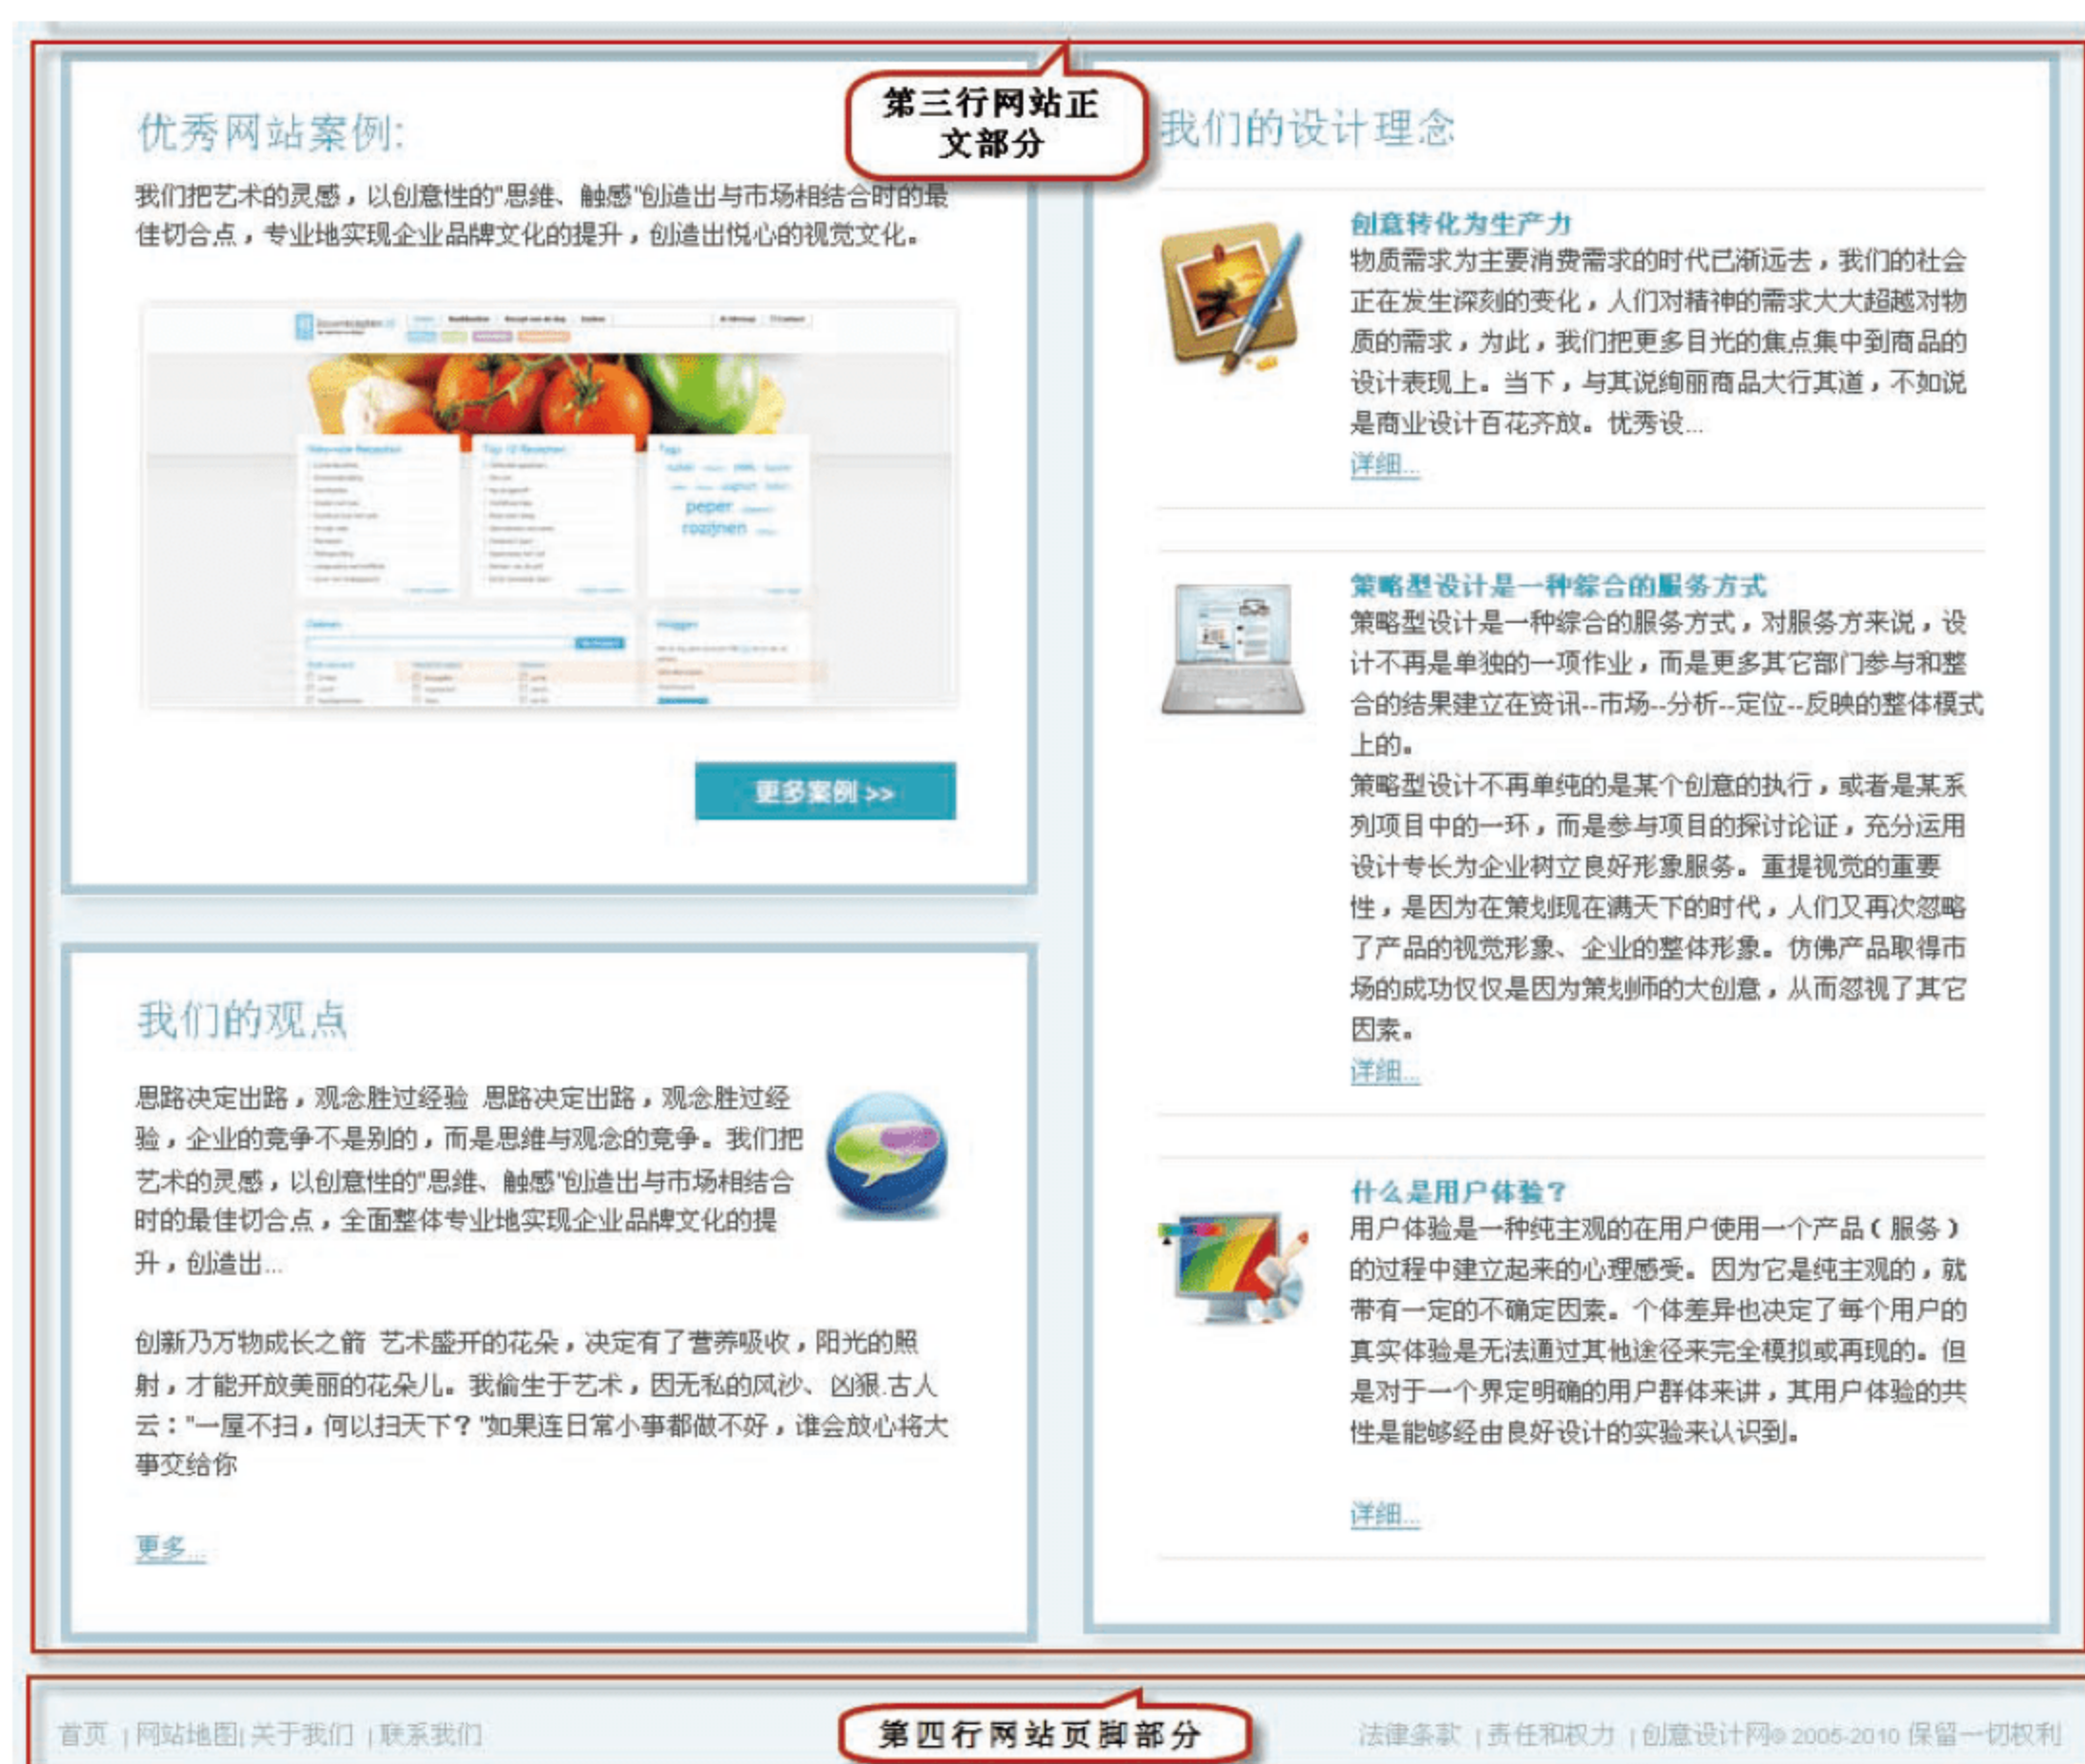 第三行网站正
文部分
优秀网站案例:
我们把艺术的灵感，以创意性的"思维、触感"创造出与市场相结合时的最
佳切合点，专业地实现企业品牌文化的提升，创造出悦心的视觉文化。
Tags
peper
rozijnen
更多案例 >>
我们的观点
思路决定出路，观念胜过经验 思路决定出路，观念胜过经
验，企业的竞争不是别的，而是思维与观念的竞争。我们把
艺术的灵感，以创意性的"思维、触感"创造出与市场相结合
时的最佳切合点，全面整体专业地实现企业品牌文化的提
升，创造出...
创新乃万物成长之箭 艺术盛开的花朵，决定有了营养吸收，阳光的照
射，才能开放美丽的花朵儿。我偷生于艺术，因无私的风沙、凶狠.古人
云："一屋不扫，何以扫天下？"如果连日常小事都做不好，谁会放心将大
事交给你
更多...
我们的设计理念
创意转化为生产力
物质需求为主要消费需求的时代已渐远去，我们的社会
正在发生深刻的变化，人们对精神的需求大大超越对物
质的需求，为此，我们把更多目光的焦点集中到商品的
设计表现上。当下，与其说绚丽商品大行其道，不如说
是商业设计百花齐放。优秀设...
详细...
策略型设计是一种综合的服务方式
策略型设计是一种综合的服务方式，对服务方来说，设
计不再是单独的一项作业，而是更多其它部门参与和整
合的结果建立在资讯--市场--分析--定位--反映的整体模式
上的。
策略型设计不再单纯的是某个创意的执行，或者是某系
列项目中的一环，而是参与项目的探讨论证，充分运用
设计专长为企业树立良好形象服务。重提视觉的重要
性，是因为在策划现在满天下的时代，人们又再次忽略
了产品的视觉形象、企业的整体形象。仿佛产品取得市
场的成功仅仅是因为策划师的大创意，从而忽视了其它
因素。
详细...
什么是用户体验？
用户体验是一种纯主观的在用户使用一个产品（服务）
的过程中建立起来的心理感受。因为它是纯主观的，就
带有一定的不确定因素。个体差异也决定了每个用户的
真实体验是无法通过其他途径来完全模拟或再现的。但
是对于一个界定明确的用户群体来讲，其用户体验的共
性是能够经由良好设计的实验来认识到。
详细...
首页 | 网站地图| 关于我们 | 联系我们
第四行网站页脚部分
法律条款 | 责任和权力 | 创意设计网© 2005-2010 保留一切权利